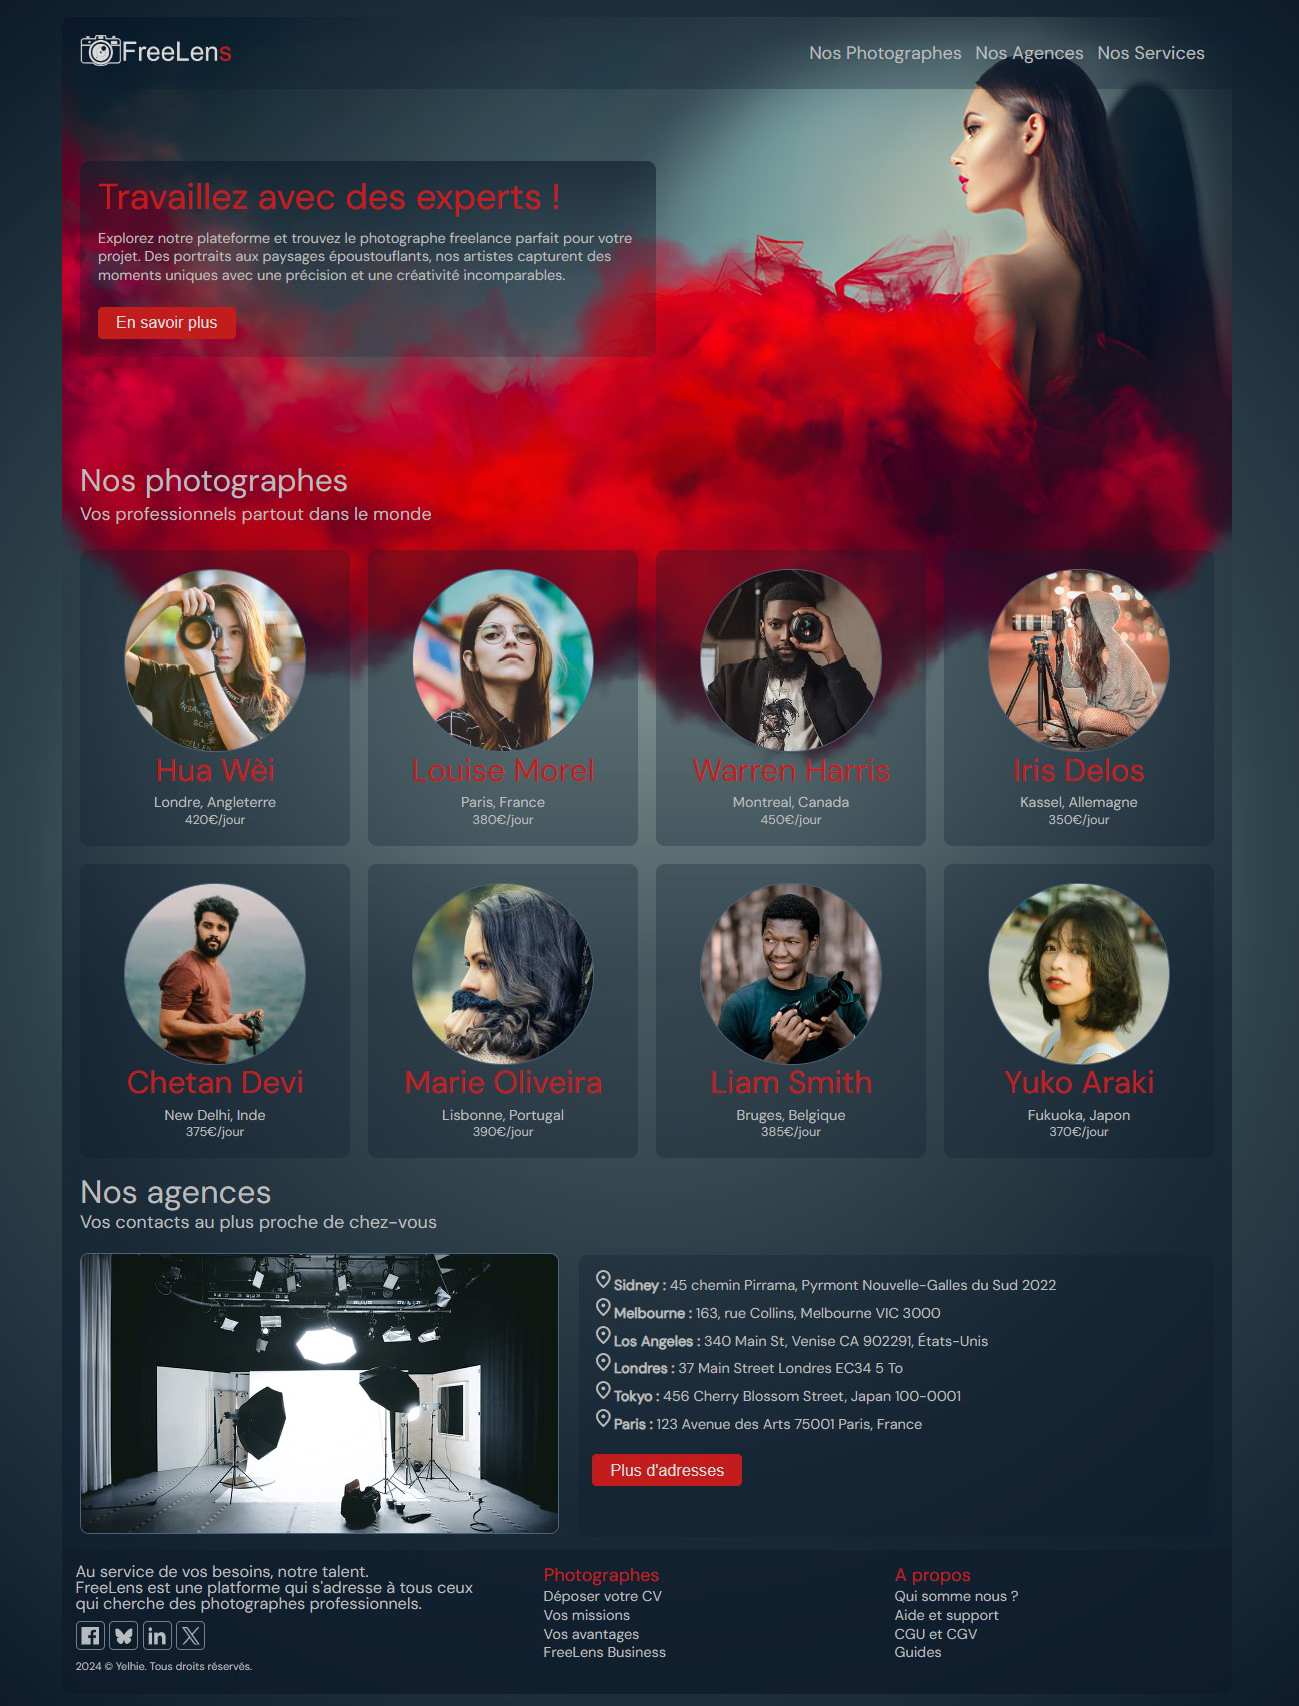 FreeLens
Nos Photographes Nos Agences Nos Services
Travaillez avec des experts !
Explorez notre plateforme et trouvez le photographe freelance parfait pour votre
projet. Des portraits aux paysages époustouflants, nos artistes capturent des
moments uniques avec une précision et une créativité incomparables.
En savoir plus
Nos photographes
Vos professionnels partout dans le monde
Hua Wèi
Londre, Angleterre
420€/jour
Louise Morel
Paris, France
380€/jour
Warren Harris
Montreal, Canada
450€/jour
Iris Delos
Kassel, Allemagne
350€/jour
Chetan Devi
New Delhi, Inde
375€/jour
Marie Oliveira
Lisbonne, Portugal
390€/jour
Liam Smith
Bruges, Belgique
385€/jour
Yuko Araki
Fukuoka, Japon
370€/jour
Nos agences
Vos contacts au plus proche de chez-vous
Sidney : 45 chemin Pirrama, Pyrmont Nouvelle-Galles du Sud 2022
Melbourne : 163, rue Collins, Melbourne VIC 3000
Los Angeles : 340 Main St, Venise CA 902291, États-Unis
Londres : 37 Main Street Londres EC34 5 To
Tokyo : 456 Cherry Blossom Street, Japan 100-0001
Paris : 123 Avenue des Arts 75001 Paris, France
Plus d'adresses
Au service de vos besoins, notre talent.
FreeLens est une platforme qui s'adresse à tous ceux
qui cherche des photographes professionnels.
2024 © Yelhie. Tous droits réservés.
Photographes
Déposer votre CV
Vos missions
Vos avantages
FreeLens Business
A propos
Qui somme nous ?
Aide et support
CGU et CGV
Guides